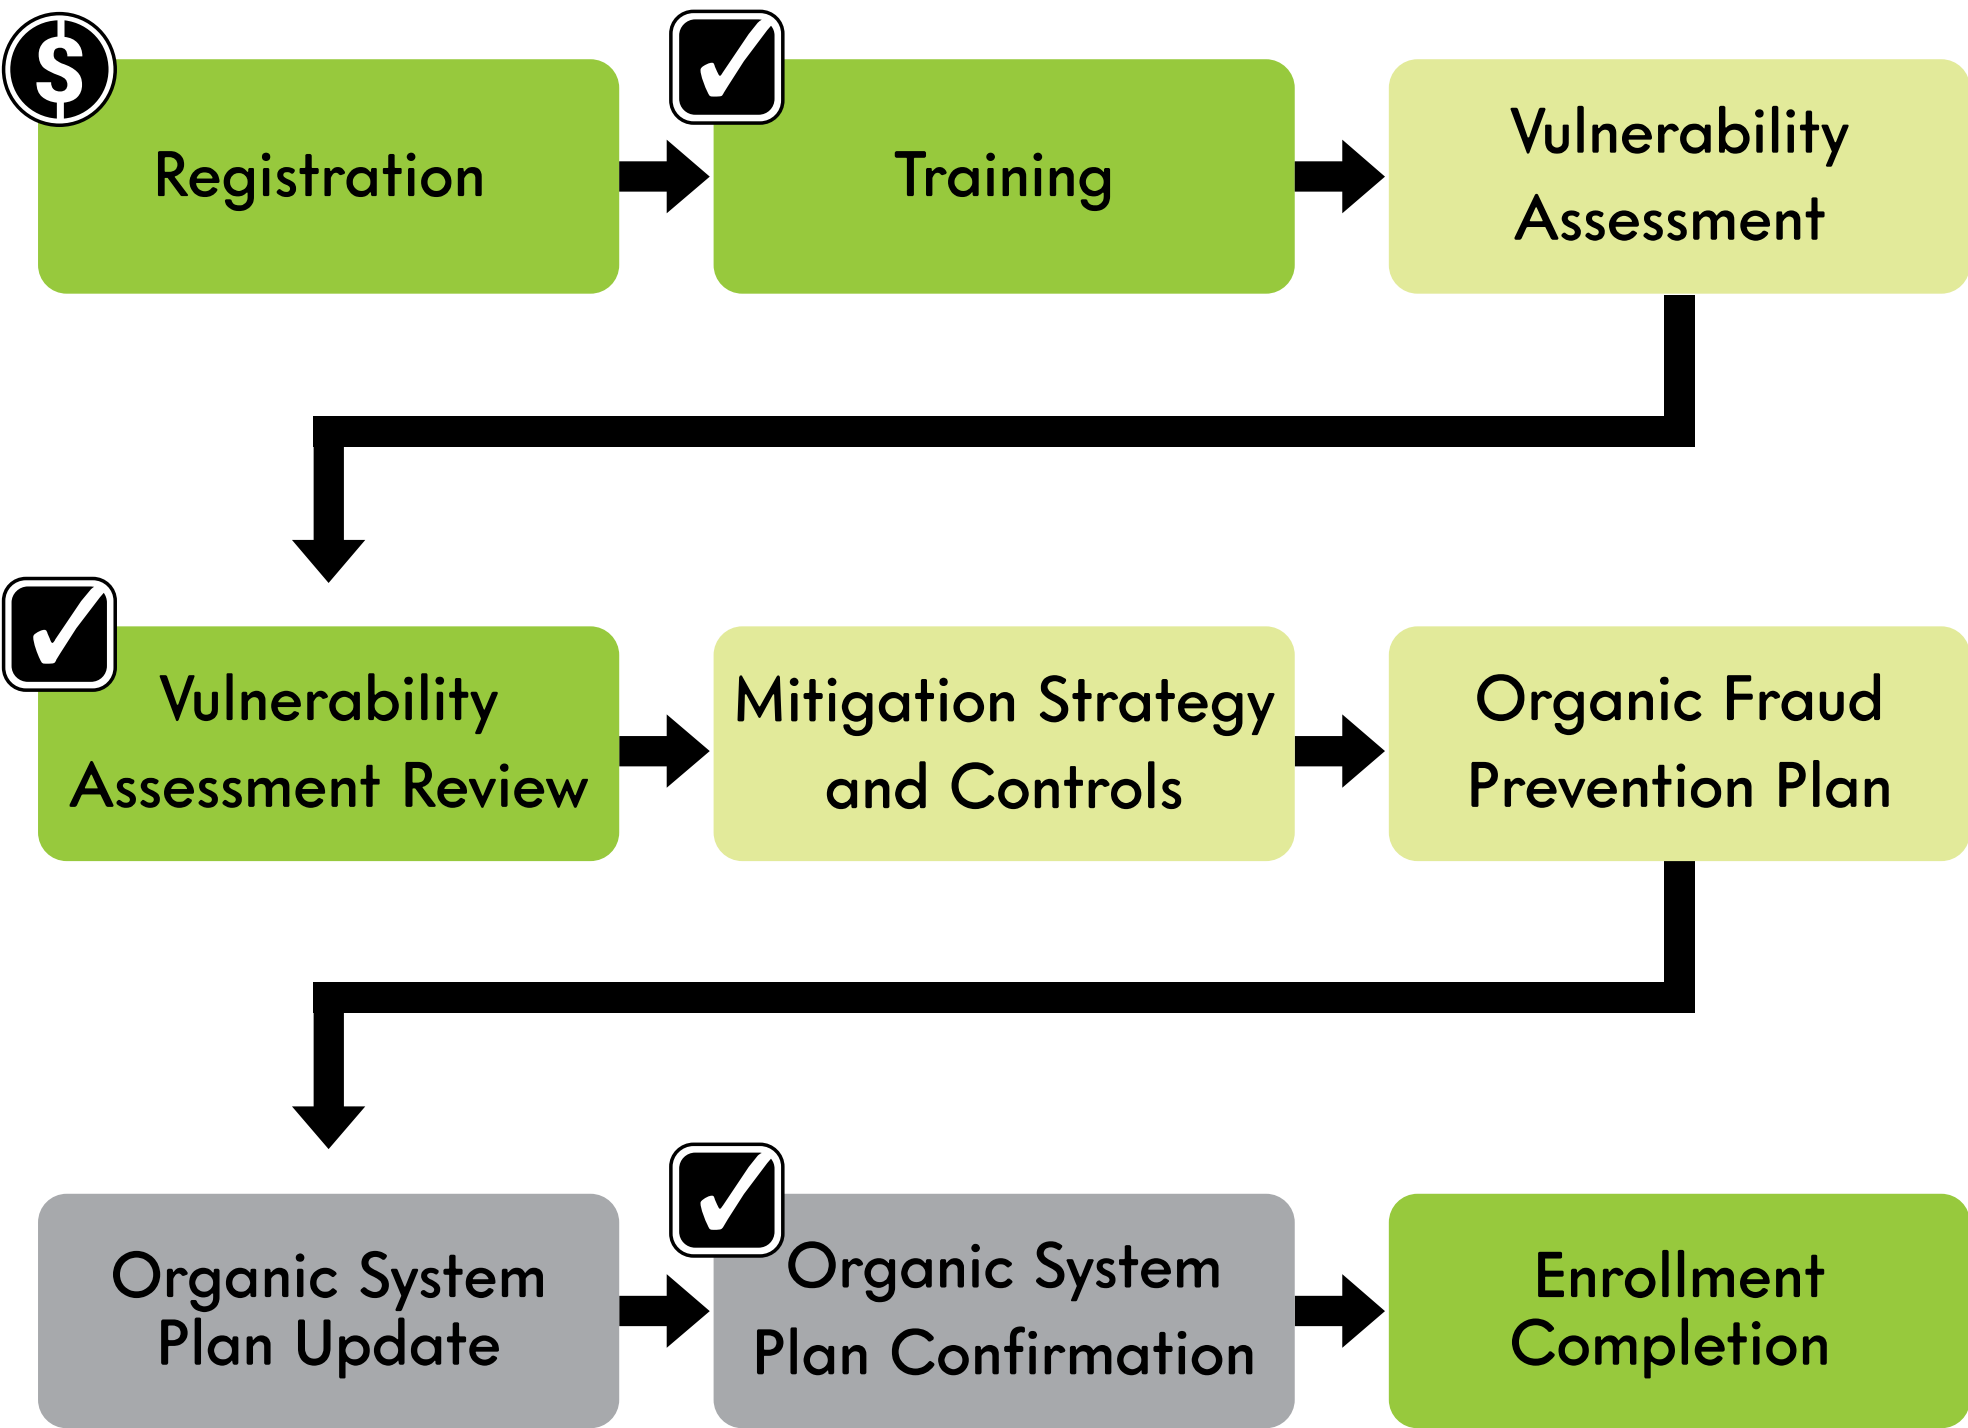 $
Registration
Training
Vulnerability
Assessment
Vulnerability
Assessment Review
Mitigation Strategy
and Controls
Organic Fraud
Prevention Plan
Organic System
Plan Update
Organic System
Plan Confirmation
Enrollment
Completion